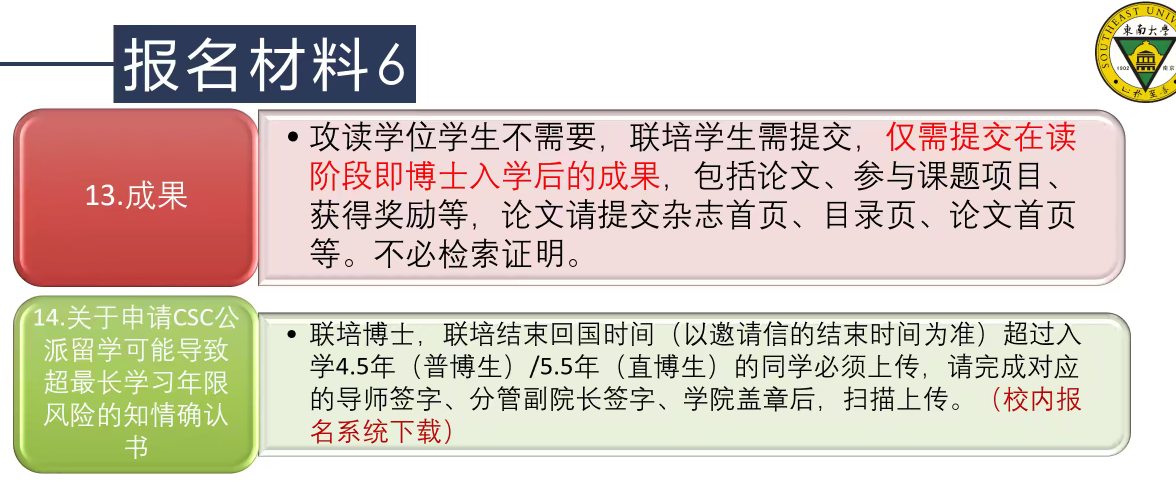 报名材料6
SOUTHEAST UNIV
東南大學
1902 南京
13.成果
• 攻读学位学生不需要，联培学生需提交，仅需提交在读
阶段即博士入学后的成果，包括论文、参与课题项目、
获得奖励等，论文请提交杂志首页、目录页、论文首页
等。不必检索证明。
14.关于申请CSC公
派留学可能导致
超最长学习年限
风险的知情确认
书
• 联培博士，联培结束回国时间（以邀请信的结束时间为准）超过入
学4.5年（普博生）/5.5年（直博生）的同学必须上传，请完成对应
的导师签字、分管副院长签字、学院盖章后，扫描上传。（校内报
名系统下载）